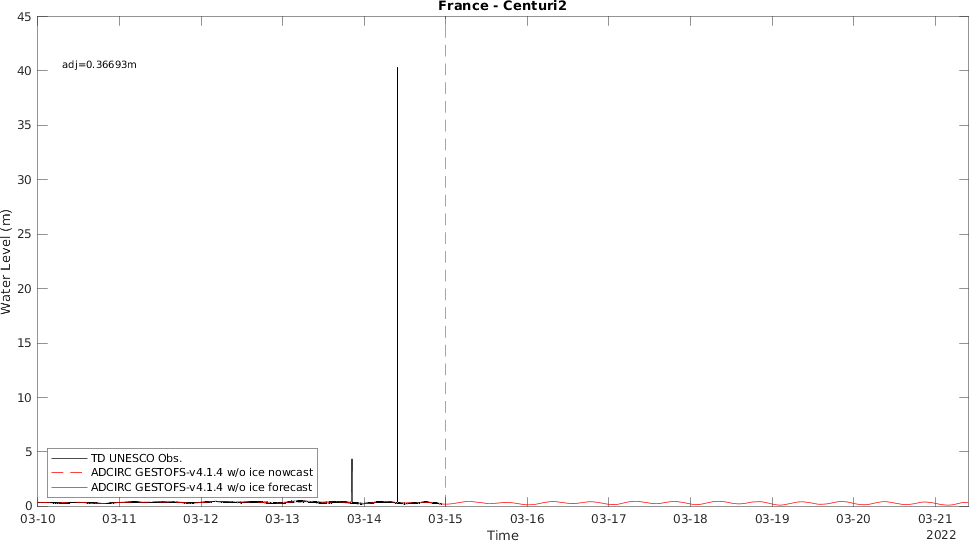 France - Centuri2
45
40
35
30
25
20
15
10
5
0
adj=0.36693m
Water Level (m)
TD UNESCO Obs.
ADCIRC GESTOFS-v4.1.4 w/o ice nowcast
ADCIRC GESTOFS-v4.1.4 w/o ice forecast
03-10 03-11 03-12 03-13 03-14 03-15 03-16 03-17 03-18 03-19 03-20 03-21
Time
2022